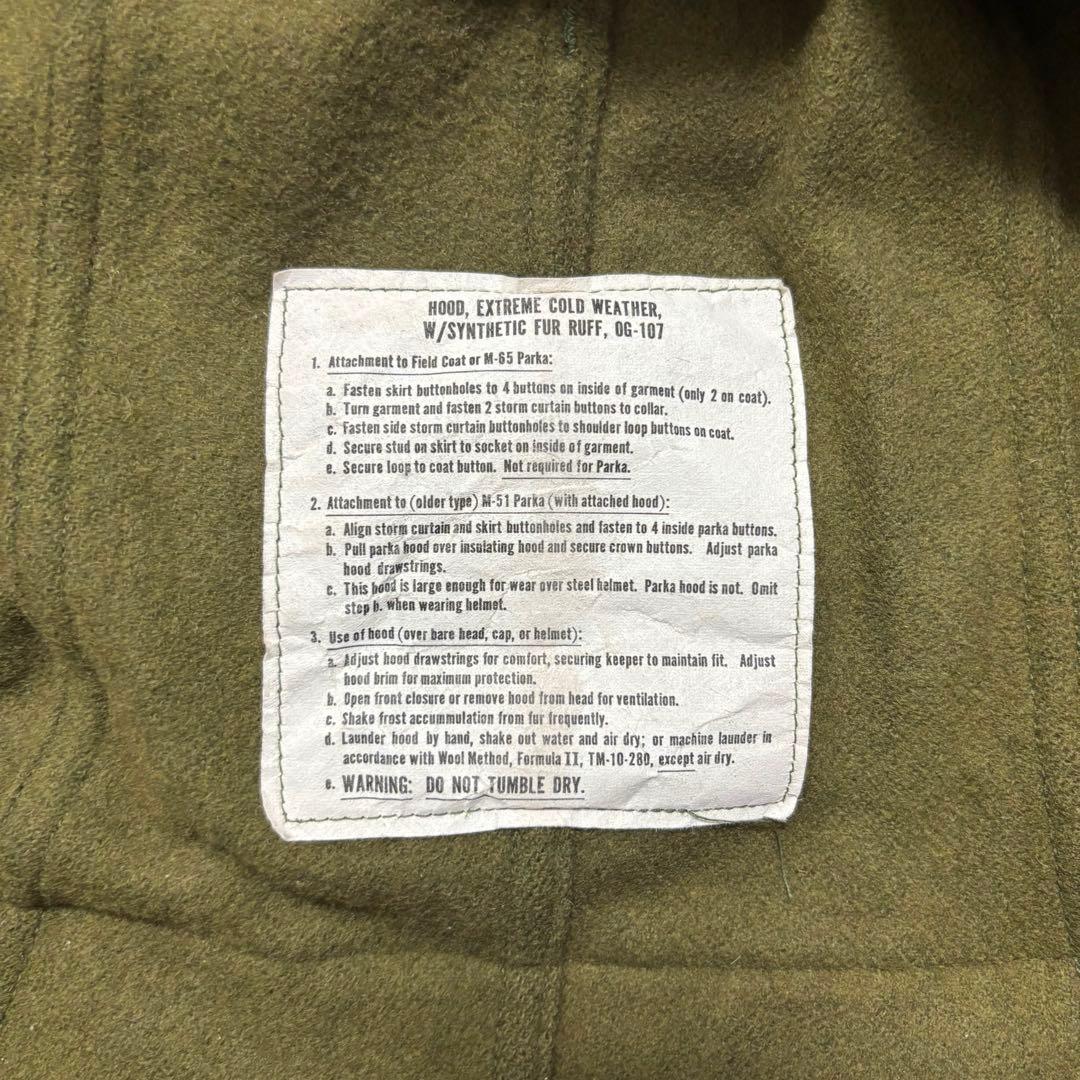 HOOD, EXTREME COLD WEATHER,
W/SYNTHETIC FUR RUFF, OG-107
1. Attachment to Field Coat or M-65 Parka:
a. Fasten skirt buttonholes to 4 buttons on inside of garment (only 2 on coat).
b. Turn garment and fasten 2 storm curtain buttons to collar.
c. Fasten side storm curtain buttonholes to shoulder loop buttons on coat.
d. Secure stud on skirt to socket on inside of garment.
e. Secure loop to coat button. Not required for Parka.
2. Attachment to (older type) M-51 Parka (with attached hood):
a. Align storm curtain and skirt buttonholes and fasten to 4 inside parka buttons.
b. Pull parka hood over insulating hood and secure crown buttons. Adjust parka
hood drawstrings.
c. This hood is large enough for wear over steel helmet. Parka hood is not. Omit
step b. when wearing helmet.
3. Use of hood (over bare head, cap, or helmet):
a. Adjust hood drawstrings for comfort, securing keeper to maintain fit. Adjust
hood brim for maximum protection.
b. Open front closure or remove hood from head for ventilation.
c. Shake frost accummulation from fur frequently.
d. Launder hood by hand, shake out water and air dry; or machine launder in
accordance with Wool Method, Formula II, TM-10-280, except air dry.
e. WARNING: DO NOT TUMBLE DRY.